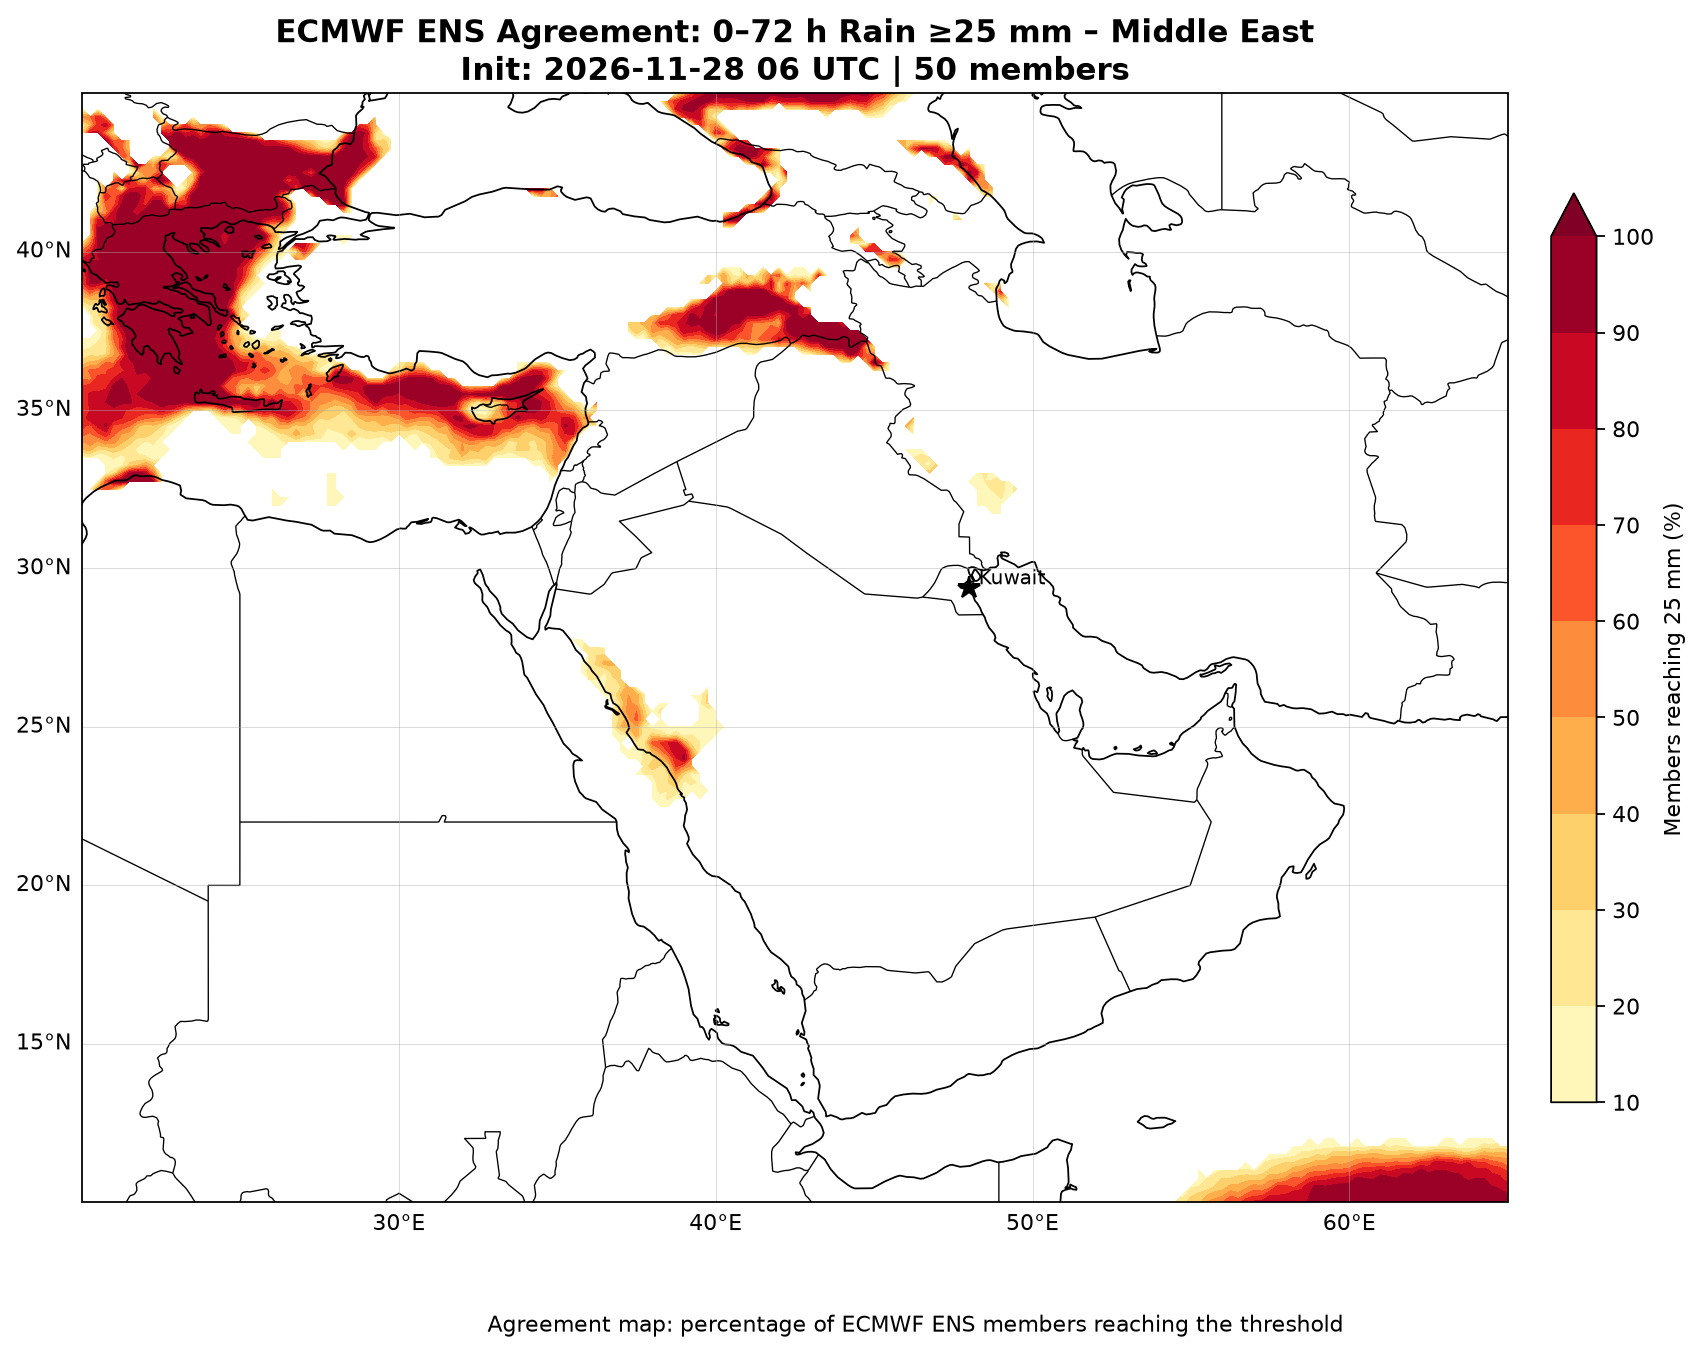 ECMWF ENS Agreement: 0–72 h Rain ≥25 mm – Middle East
Init: 2026-11-28 06 UTC | 50 members
40°N
35°N
30°N
25°N
20°N
15°N
30°E
40°E
50°E
60°E
Kuwait
100
90
80
70
60
50
40
30
20
10
Members reaching 25 mm (%)
Agreement map: percentage of ECMWF ENS members reaching the threshold